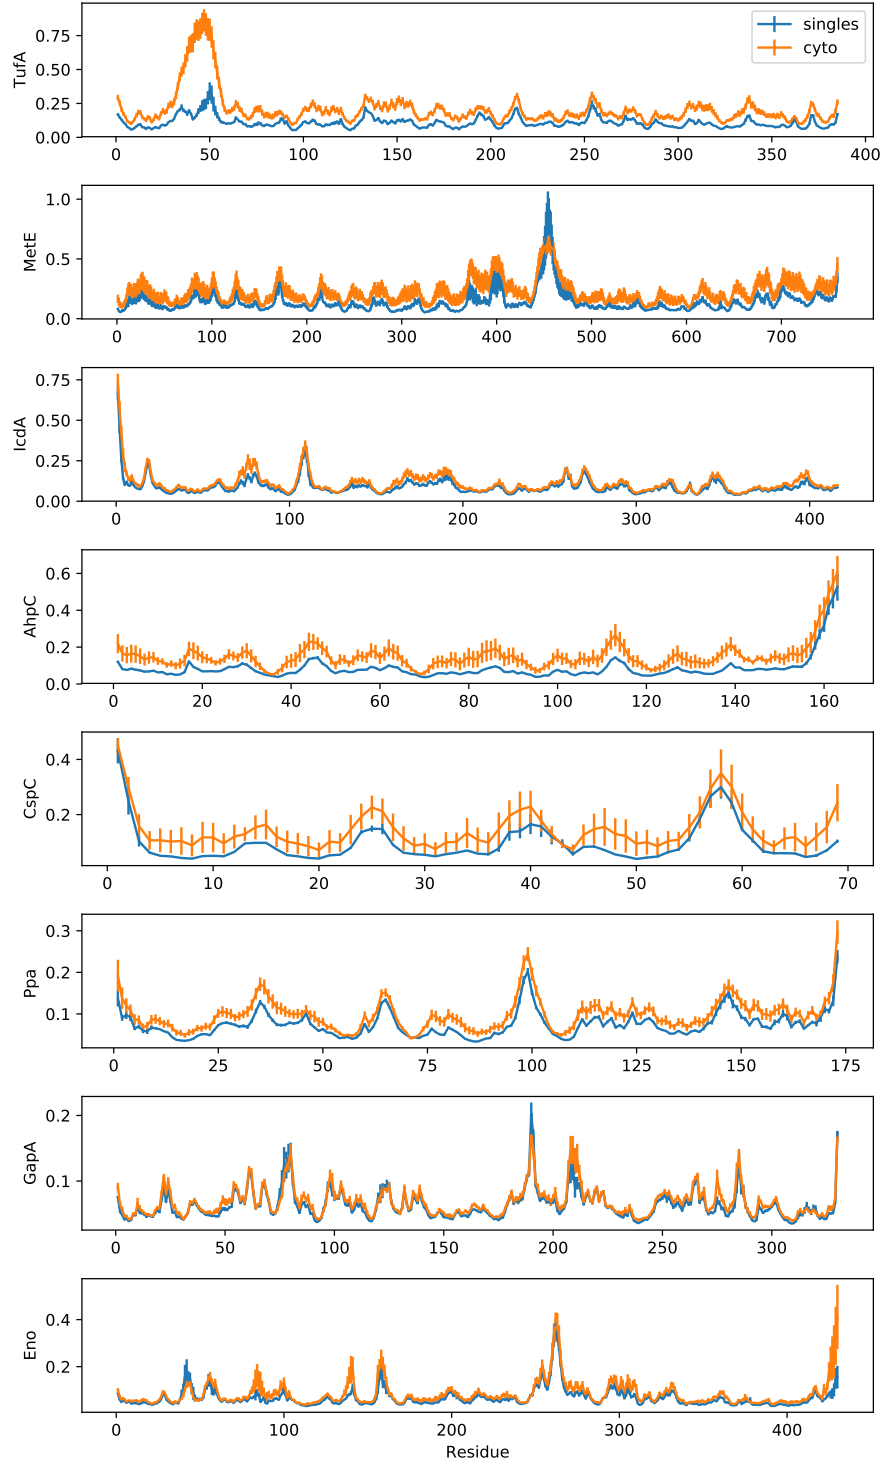 singles
cyto
TufA
0.75
0.50
0.25
0.00
0 50 100 150 200 250 300 350 400
MetE
1.0
0.5
0.0
0 100 200 300 400 500 600 700
IcdA
0.75
0.50
0.25
0.00
0 100 200 300 400
AhpC
0.6
0.4
0.2
0.0
0 20 40 60 80 100 120 140 160
CspC
0.4
0.2
0 10 20 30 40 50 60 70
Ppa
0.3
0.2
0.1
0 25 50 75 100 125 150 175
GapA
0.2
0.1
0 50 100 150 200 250 300
Eno
0.4
0.2
0 100 200 300 400
Residue